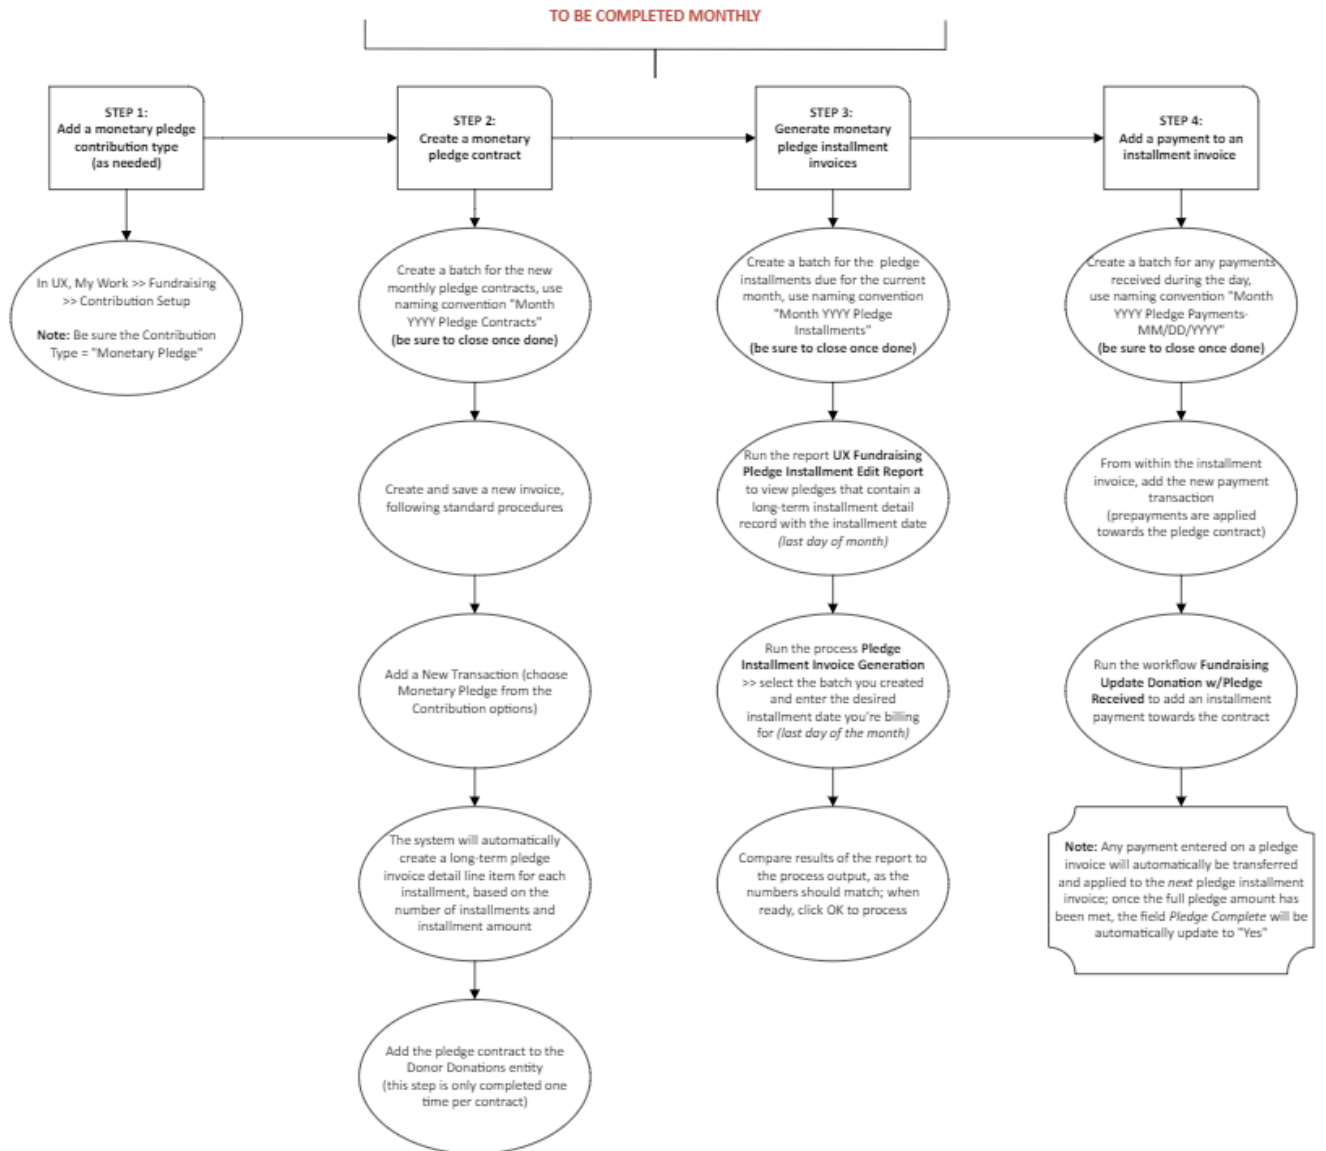 TO BE COMPLETED MONTHLY
STEP 1:
Add a monetary pledge
contribution type
(as needed)
In UX, My Work >> Fundraising
>> Contribution Setup
Note: Be sure the Contribution
Type = "Monetary Pledge"
STEP 2:
Create a monetary
pledge contract
Create a batch for the new
monthly pledge contracts, use
naming convention "Month
YYYY Pledge Contracts"
(be sure to close once done)
Create and save a new invoice,
following standard procedures
Add a New Transaction (choose
Monetary Pledge from the
Contribution options)
The system will automatically
create a long-term pledge
invoice detail line item for each
installment, based on the
number of installments and
installment amount
Add the pledge contract to the
Donor Donations entity
(this step is only completed one
time per contract)
STEP 3:
Generate monetary
pledge installment
invoices
Create a batch for the pledge
installments due for the current
month, use naming convention
"Month YYYY Pledge
Installments"
(be sure to close once done)
Run the report UX Fundraising
Pledge Installment Edit Report
to view pledges that contain a
long-term installment detail
record with the installment date
(last day of month)
Run the process Pledge
Installment Invoice Generation
>> select the batch you created
and enter the desired
installment date you're billing
for (last day of the month)
Compare results of the report to
the process output, as the
numbers should match; when
ready, click OK to process
STEP 4:
Add a payment to an
installment invoice
Create a batch for any payments
received during the day,
use naming convention "Month
YYYY Pledge Payments-
MM/DD/YYYY"
(be sure to close once done)
From within the installment
invoice, add the new payment
transaction
(prepayments are applied
towards the pledge contract)
Run the workflow Fundraising
Update Donation w/Pledge
Received to add an installment
payment towards the contract
Note: Any payment entered on a pledge
invoice will automatically be transferred
and applied to the next pledge installment
invoice; once the full pledge amount has
been met, the field Pledge Complete will be
automatically update to "Yes"